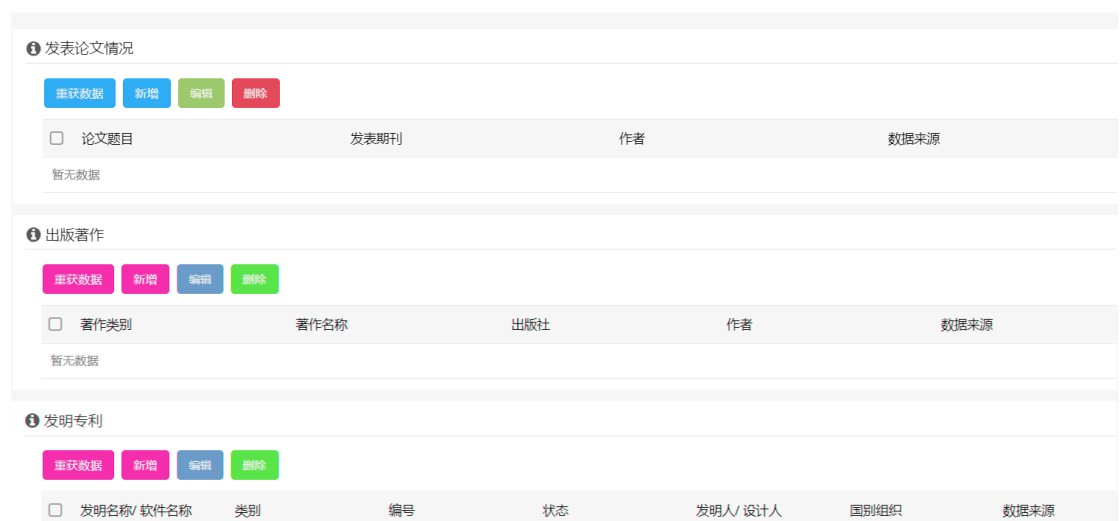 发表论文情况
重获数据 新增 编辑 删除
论文题目 发表期刊 作者 数据来源
暂无数据
出版著作
重获数据 新增 编辑 删除
著作类别 著作名称 出版社 作者 数据来源
暂无数据
发明专利
重获数据 新增 编辑 删除
发明名称/ 软件名称 类别 编号 状态 发明人/ 设计人 国别组织 数据来源